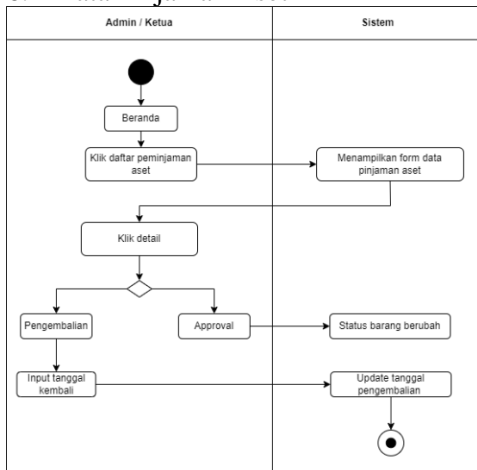 Admin / Ketua
Sistem
Beranda
Klik daftar peminjaman
aset
Menampilkan form data
pinjaman aset
Klik detail
Pengembalian
Approval
Status barang berubah
Input tanggal
kembali
Update tanggal
pengembalian